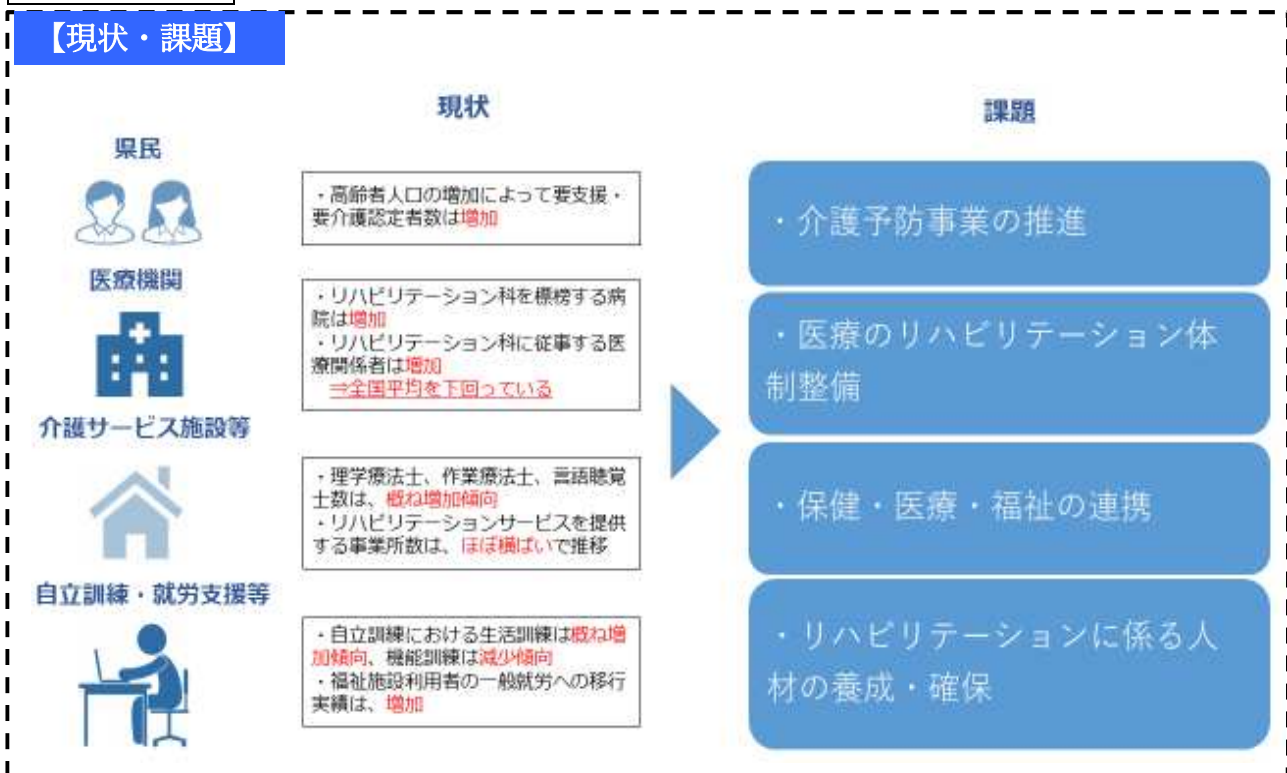 【現状・課題】
現状
課題
県民
・高齢者人口の増加によって要支援・
要介護認定者数は増加
医療機関
・リハビリテーション科を標榜する病
院は増加
・リハビリテーション科に従事する医
療関係者は増加
⇒全国平均を下回っている
介護サービス施設等
・理学療法士、作業療法士、言語聴覚
士数は、概ね増加傾向
・リハビリテーションサービスを提供
する事業所数は、ほぼ横ばいで推移
自立訓練・就労支援等
・自立訓練における生活訓練は概ね増
加傾向、機能訓練は減少傾向
・福祉施設利用者の一般就労への移行
実績は、増加
・介護予防事業の推進
・医療のリハビリテーション体
制整備
・保健・医療・福祉の連携
・リハビリテーションに係る人
材の養成・確保